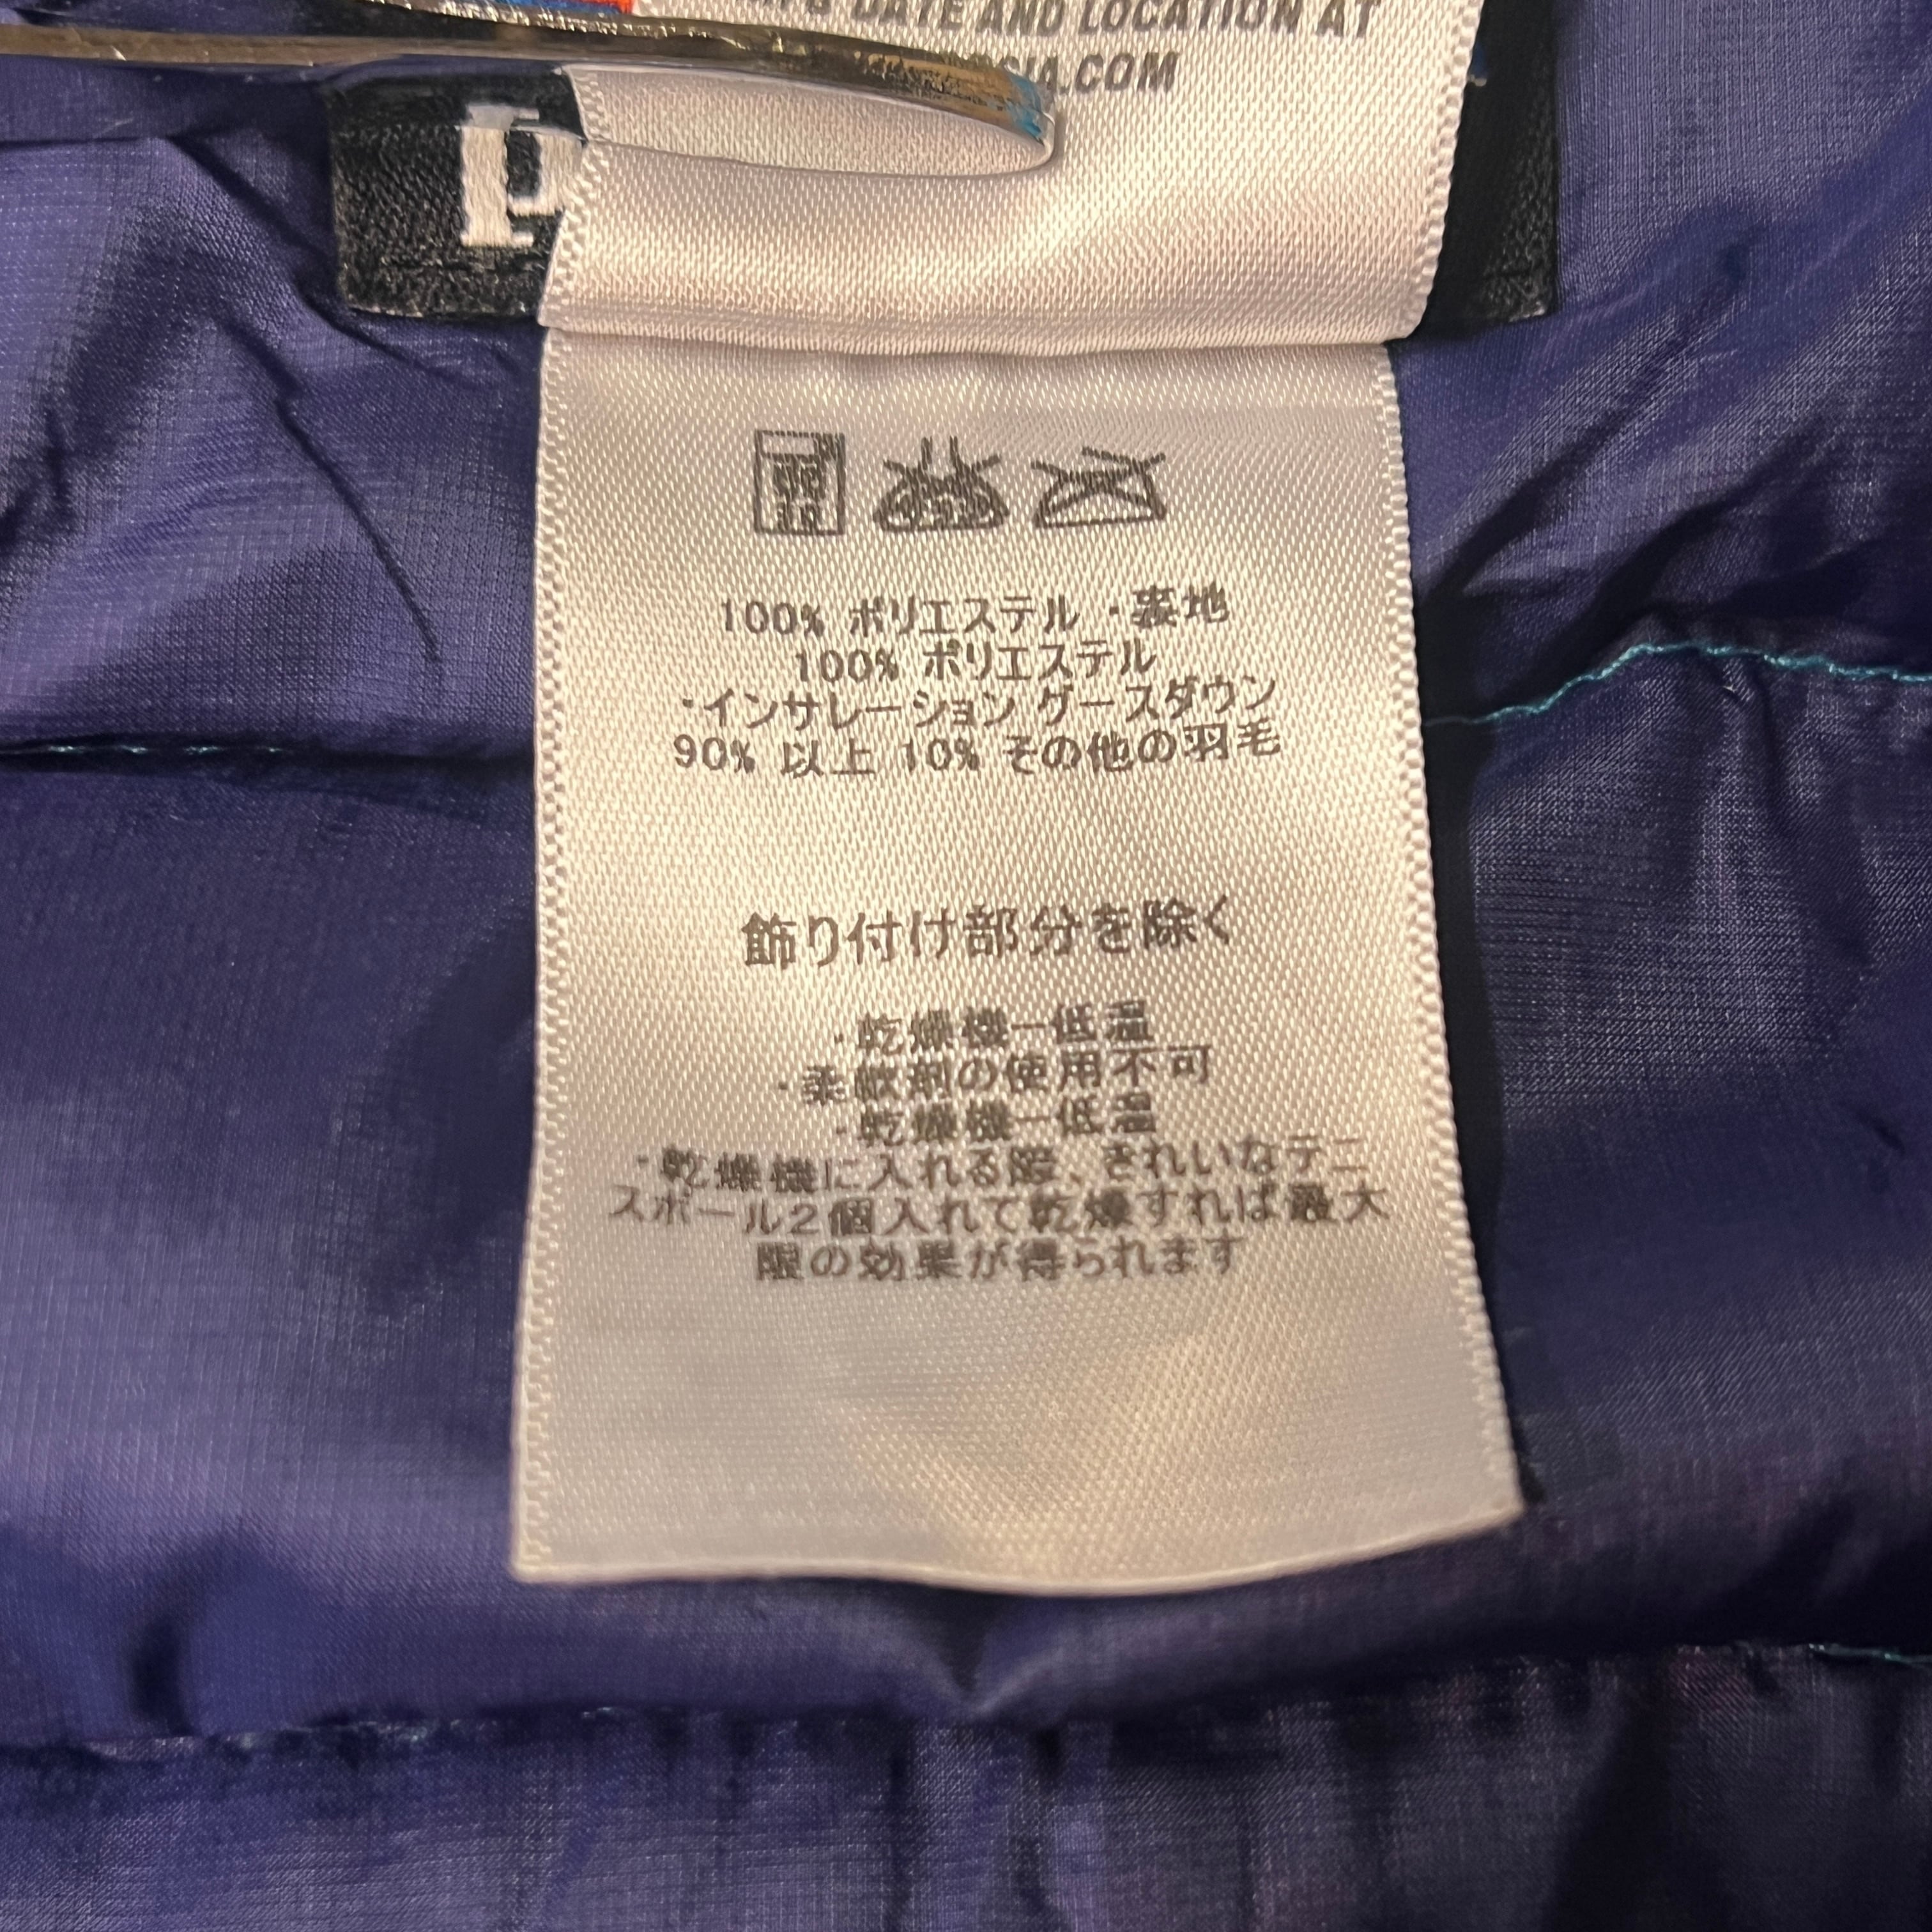 DATE AND LOCATION AT
.COM
p
100% ポリエステル ・表地
100% ポリエステル
・インサレーション グースダウン
90% 以上 10% その他の羽毛
飾り付け部分を除く
・乾燥機ー低温
・柔軟剤の使用不可
・乾燥機ー低温
・乾燥機に入れる際、きれいなテニ
スボール2個入れて乾燥すれば最大
限の効果が得られます